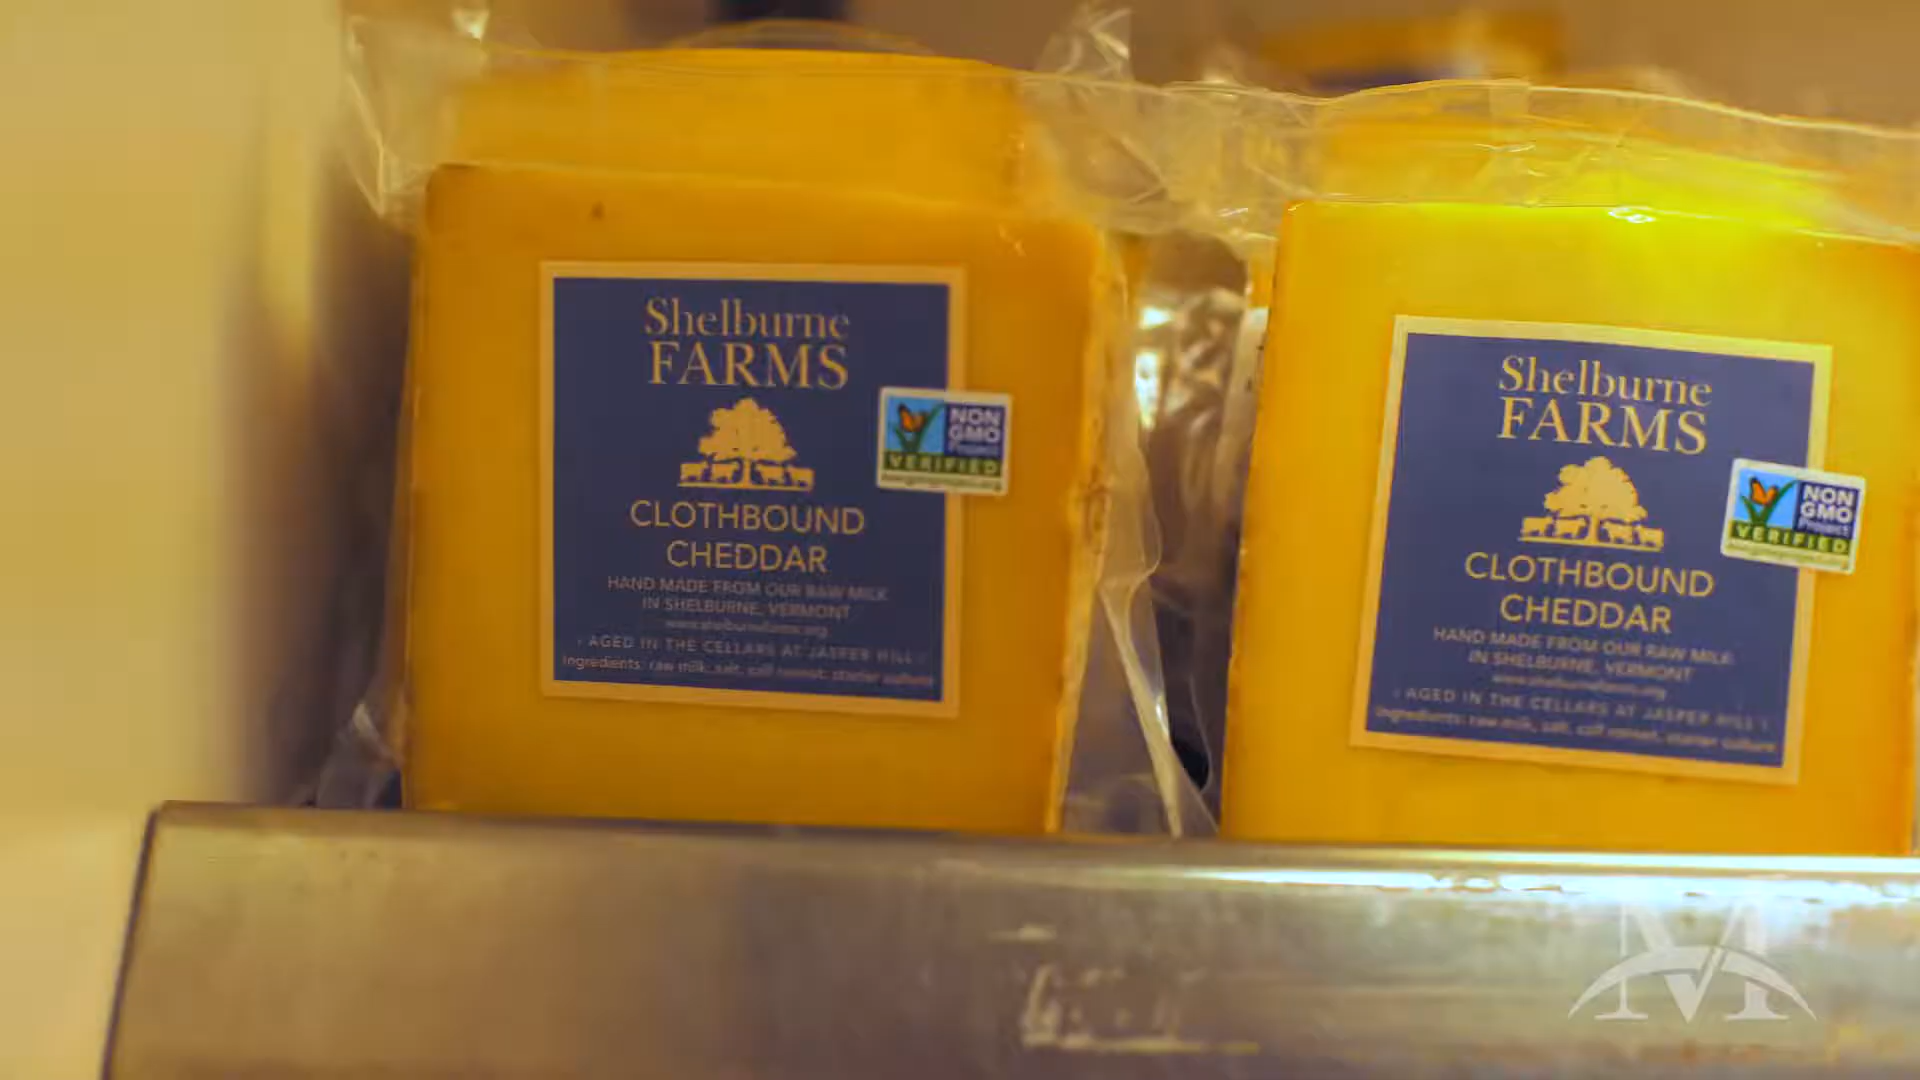 Shelburne
FARMS
CLOTHBOUND
CHEDDAR
HAND MADE FROM OUR RAW MILK
IN SHELBURNE, VERMONT
www.shelburnefarms.org
AGED IN THE CELLARS AT JASPER HILL
Ingredients: raw milk, salt, calf rennet, starter culture
NON
GMO
Project
VERIFIED
Shelburne
FARMS
CLOTHBOUND
CHEDDAR
HAND MADE FROM OUR RAW MILK
IN SHELBURNE, VERMONT
www.shelburnefarms.org
AGED IN THE CELLARS AT JASPER HILL
Ingredients: raw milk, salt, calf rennet, starter culture
NON
GMO
Project
VERIFIED
M